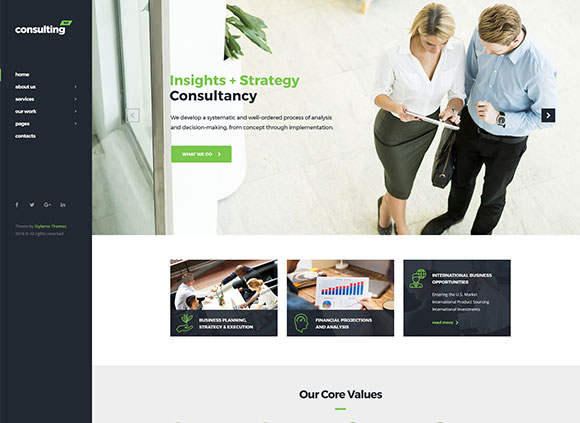 consulting
home
about us
services
our work
pages
contacts
Theme by Stylemix Themes
2016 © All rights reserved
Insights + Strategy
Consultancy
We develop a systematic and well-ordered process of analysis
and decision-making, from concept through implementation.
WHAT WE DO
BUSINESS PLANNING,
STRATEGY & EXECUTION
FINANCIAL PROJECTIONS
AND ANALYSIS
INTERNATIONAL BUSINESS
OPPORTUNITIES
Entering the U.S. Market
International Product Sourcing
International Investments
read more
Our Core Values